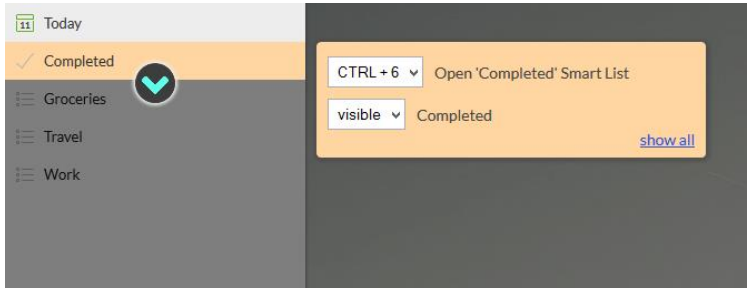 11 Today
Completed
Groceries
Travel
Work
CTRL + 6 Open 'Completed' Smart List
visible Completed
show all